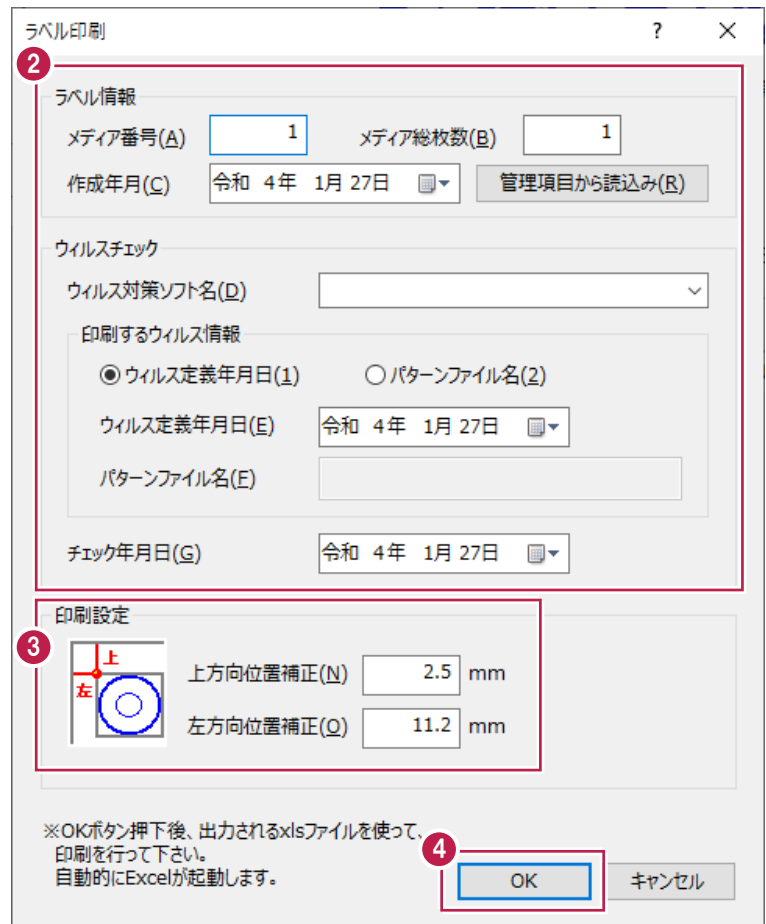 ラベル印刷 ?
2
ラベル情報
メディア番号(A) 1 メディア総枚数(B) 1
作成年月(C) 令和 4年 1月 27日 管理項目から読込み(R)
ウィルスチェック
ウィルス対策ソフト名(D)
印刷するウィルス情報
ウィルス定義年月日(1) パターンファイル名(2)
ウィルス定義年月日(E) 令和 4年 1月 27日
パターンファイル名(F)
チェック年月日(G) 令和 4年 1月 27日
印刷設定
3
上
左
上方向位置補正(N) 2.5 mm
左方向位置補正(O) 11.2 mm
※OKボタン押下後、出力されるxlsファイルを使って、
印刷を行って下さい。
自動的にExcelが起動します。
4
OK キャンセル